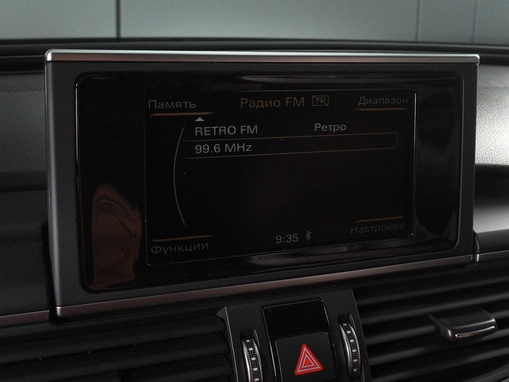 Память Радио FM TP Диапазон
RETRO FM Ретро
99.6 MHz
Функции 9:35 Настройка